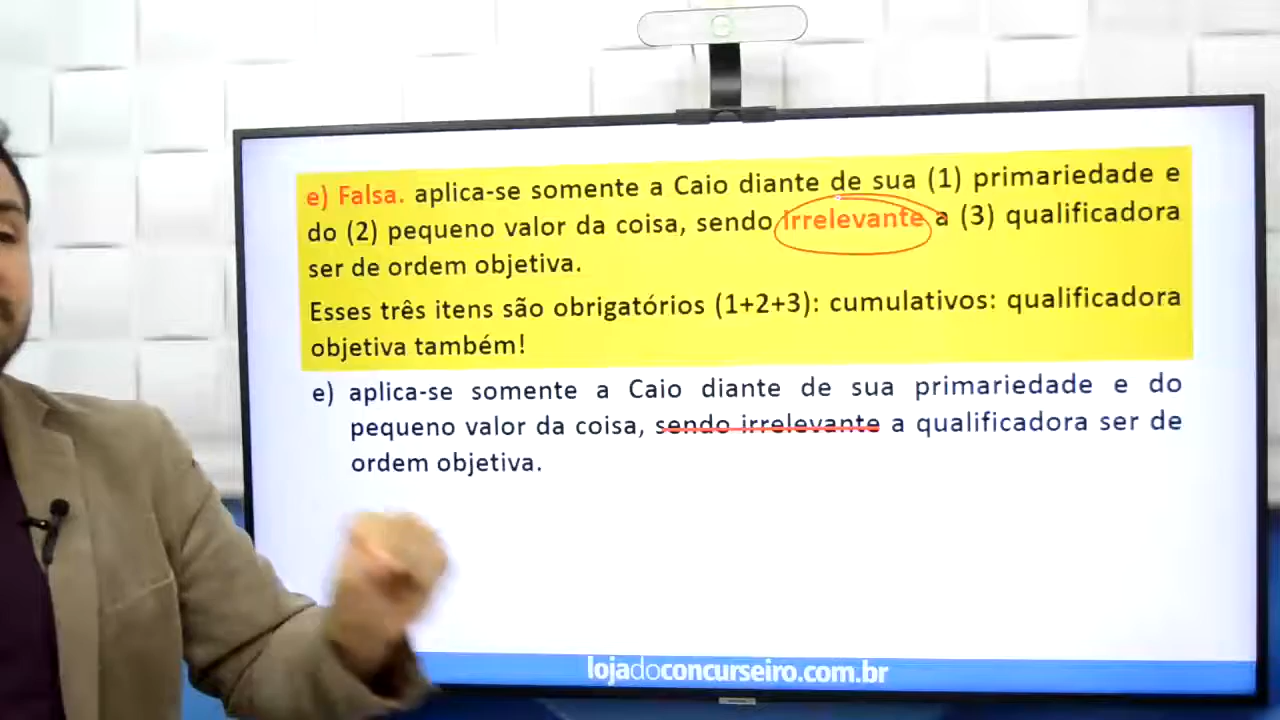 e) Falsa. aplica-se somente a Caio diante de sua (1) primariedade e
do (2) pequeno valor da coisa, sendo irrelevante a (3) qualificadora
ser de ordem objetiva.
Esses três itens são obrigatórios (1+2+3): cumulativos: qualificadora
objetiva também!
e) aplica-se somente a Caio diante de sua primariedade e do
pequeno valor da coisa, sendo irrelevante a qualificadora ser de
ordem objetiva.
lojadoconcurseiro.com.br